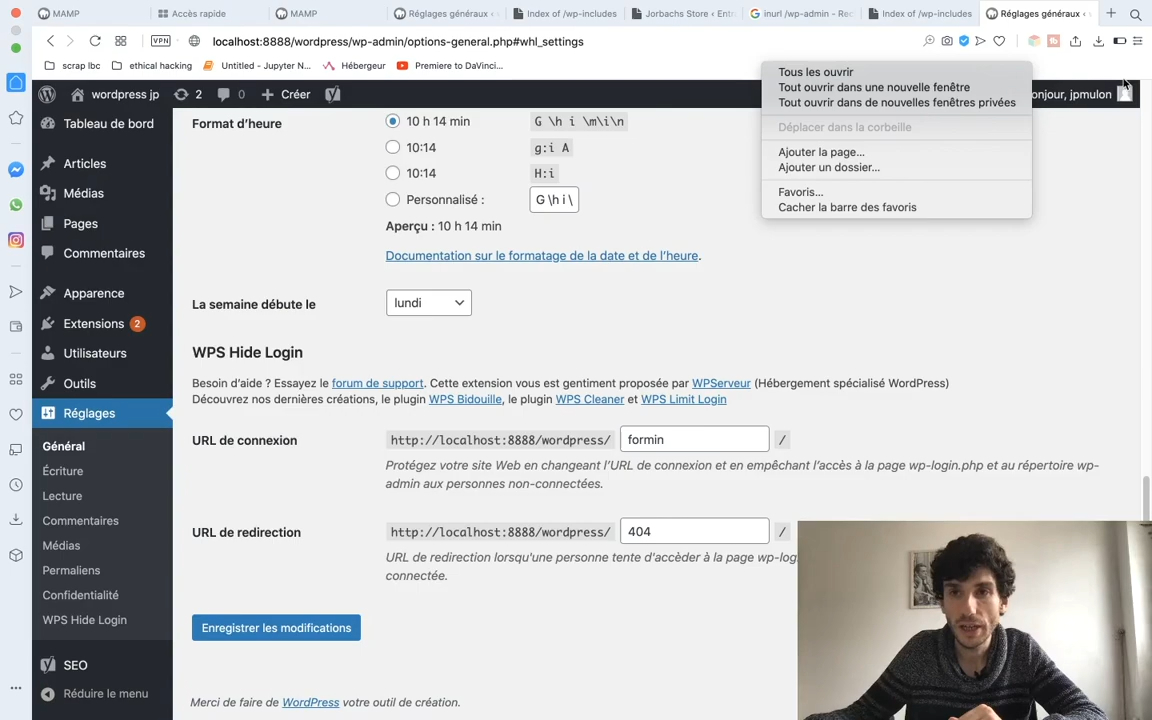 MAMP
Accès rapide
MAMP
Réglages généraux ‹
Index of /wp-includes
Jorbachs Store ‹ Entr
inurl /wp-admin - Rec
Index of /wp-includes
Réglages généraux ‹
VPN
localhost:8888/wordpress/wp-admin/options-general.php#whl_settings
scrap lbc
ethical hacking
Untitled - Jupyter N...
Hébergeur
Premiere to DaVinci...
Tous les ouvrir
Tout ouvrir dans une nouvelle fenêtre
Tout ouvrir dans de nouvelles fenêtres privées
Déplacer dans la corbeille
Ajouter la page...
Ajouter un dossier...
Favoris...
Cacher la barre des favoris
wordpress jp
2
0
Créer
onjour, jpmulon
Tableau de bord
Articles
Médias
Pages
Commentaires
Apparence
Extensions 2
Utilisateurs
Outils
Réglages
Général
Écriture
Lecture
Commentaires
Médias
Permaliens
Confidentialité
WPS Hide Login
SEO
Réduire le menu
Format d'heure
10 h 14 min G \h i \m\i\n
10:14 g:i A
10:14 H:i
Personnalisé : G \h i \
Aperçu : 10 h 14 min
Documentation sur le formatage de la date et de l'heure.
La semaine débute le lundi
WPS Hide Login
Besoin d'aide ? Essayez le forum de support. Cette extension vous est gentiment proposée par WPServeur (Hébergement spécialisé WordPress)
Découvrez nos dernières créations, le plugin WPS Bidouille, le plugin WPS Cleaner et WPS Limit Login
URL de connexion http://localhost:8888/wordpress/ formin /
Protégez votre site Web en changeant l'URL de connexion et en empêchant l'accès à la page wp-login.php et au répertoire wp-
admin aux personnes non-connectées.
URL de redirection http://localhost:8888/wordpress/ 404 /
URL de redirection lorsqu'une personne tente d'accèder à la page wp-log
connectée.
Enregistrer les modifications
Merci de faire de WordPress votre outil de création.